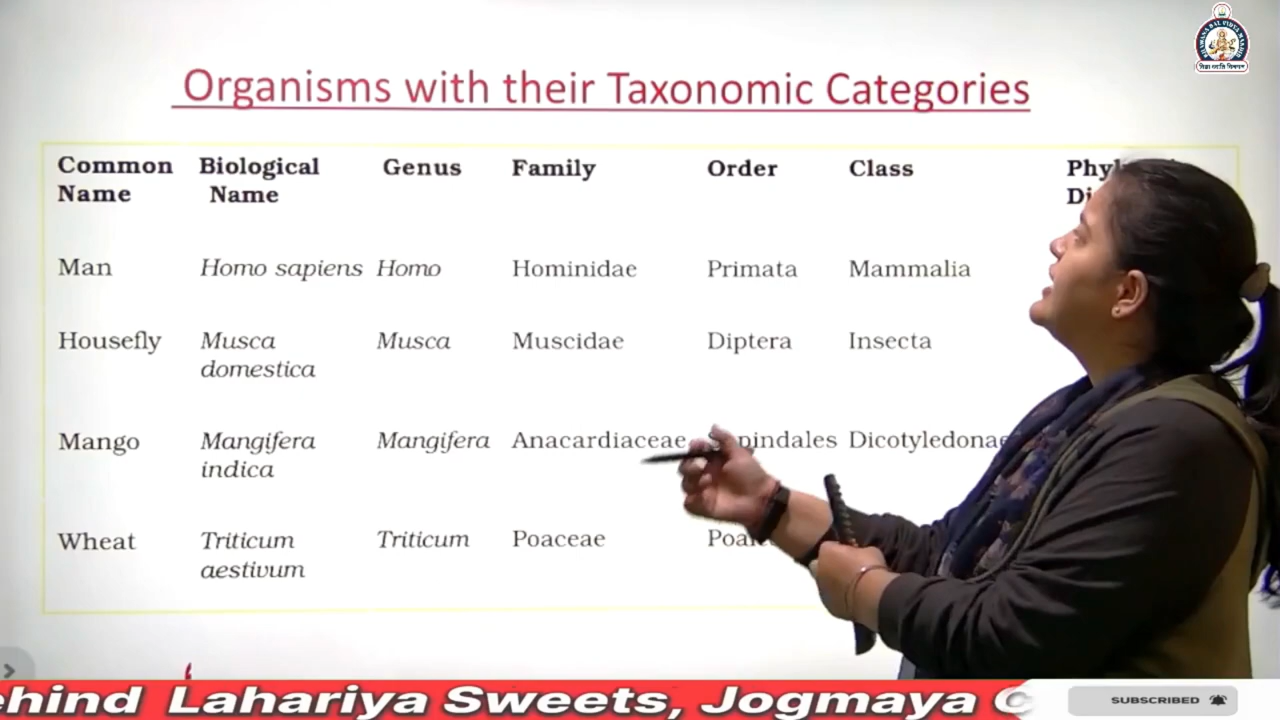 Organisms with their Taxonomic Categories
Common Biological Genus Family Order Class
Name Name
Man Homo sapiens Homo Hominidae Primata Mammalia
Housefly Musca Musca Muscidae Diptera Insecta
domestica
Mango Mangifera Mangifera Anacardiaceae Dicotyledonae
indica
Wheat Triticum Triticum Poaceae
aestivum
Lahariya Sweets, Jogmaya
SUBSCRIBED